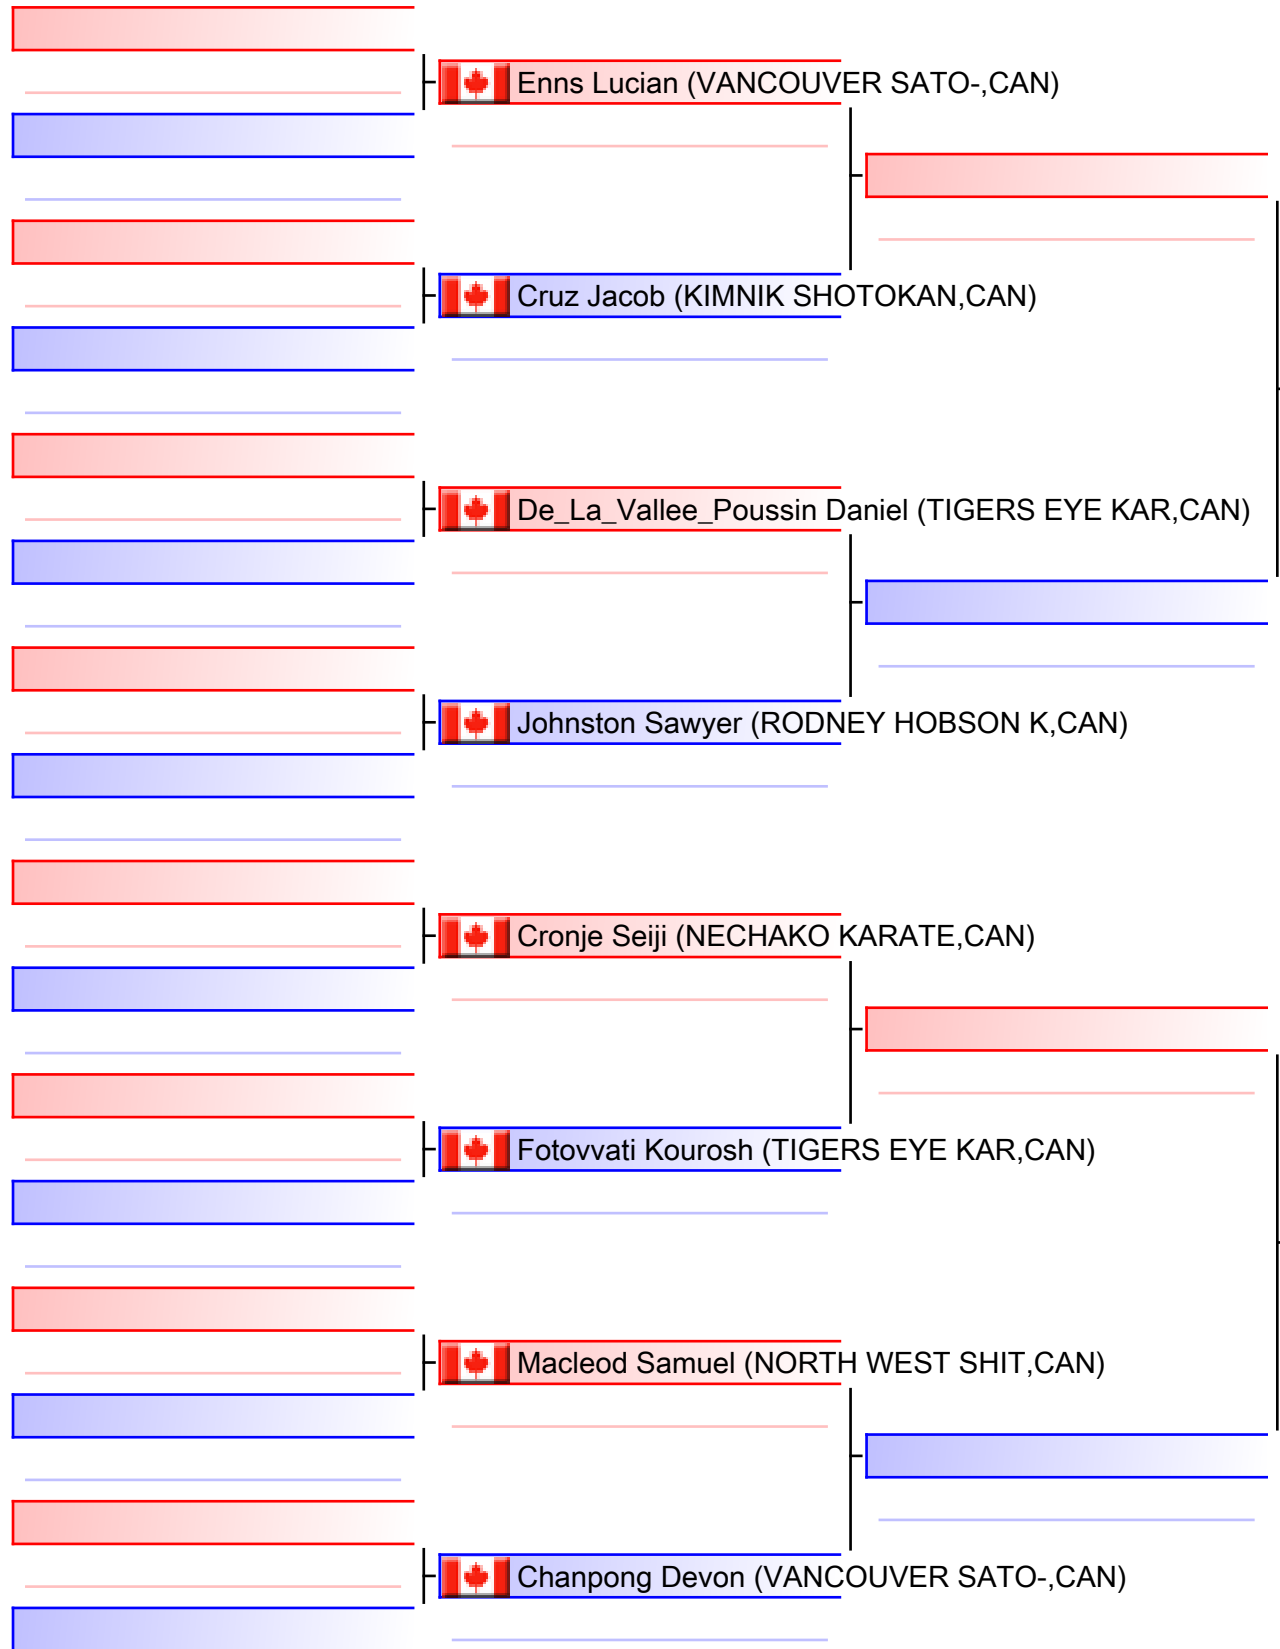 Enns Lucian (VANCOUVER SATO-,CAN)
Cruz Jacob (KIMNIK SHOTOKAN,CAN)
De_La_Vallee_Poussin Daniel (TIGERS EYE KAR,CAN)
Johnston Sawyer (RODNEY HOBSON K,CAN)
Cronje Seiji (NECHAKO KARATE,CAN)
Fotovvati Kourosh (TIGERS EYE KAR,CAN)
Macleod Samuel (NORTH WEST SHIT,CAN)
Chanpong Devon (VANCOUVER SATO-,CAN)